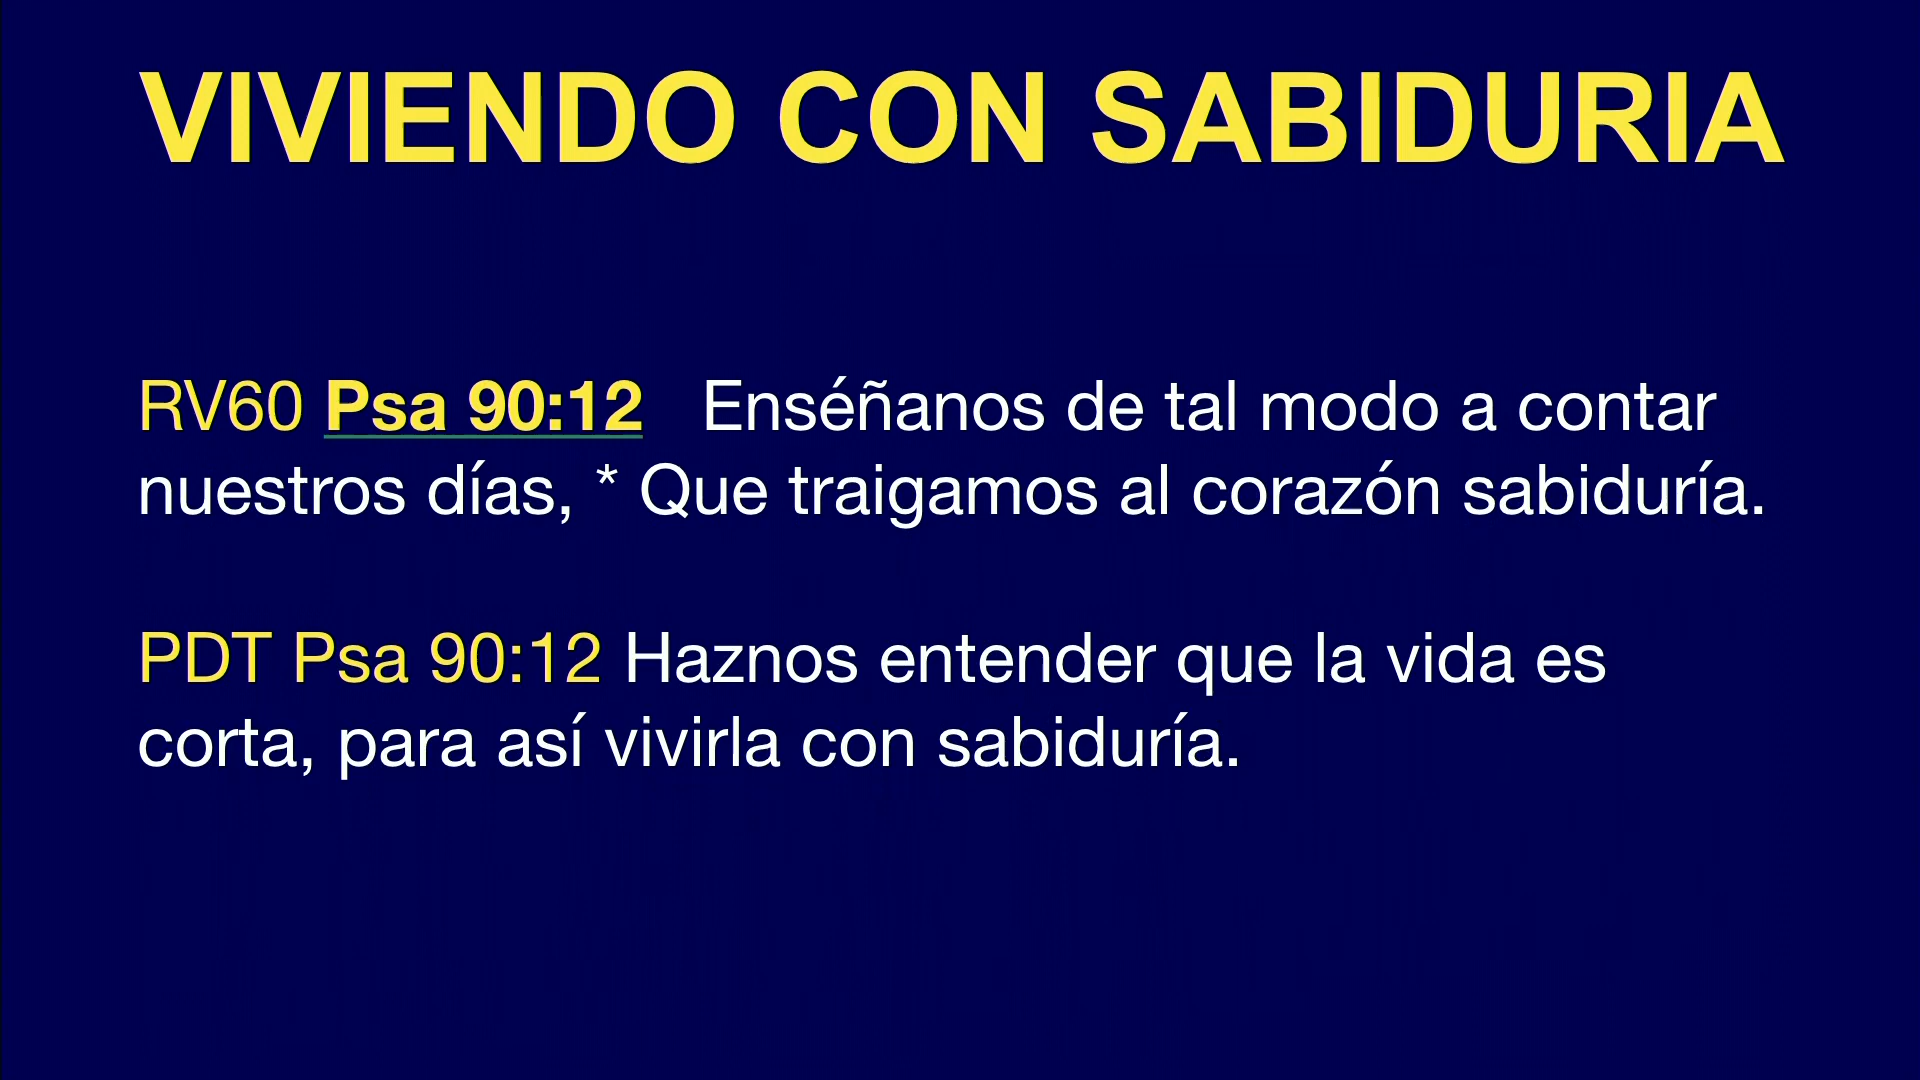 VIVIENDO CON SABIDURIA
RV60 Psa 90:12 Enséñanos de tal modo a contar
nuestros días, * Que traigamos al corazón sabiduría.
PDT Psa 90:12 Haznos entender que la vida es
corta, para así vivirla con sabiduría.